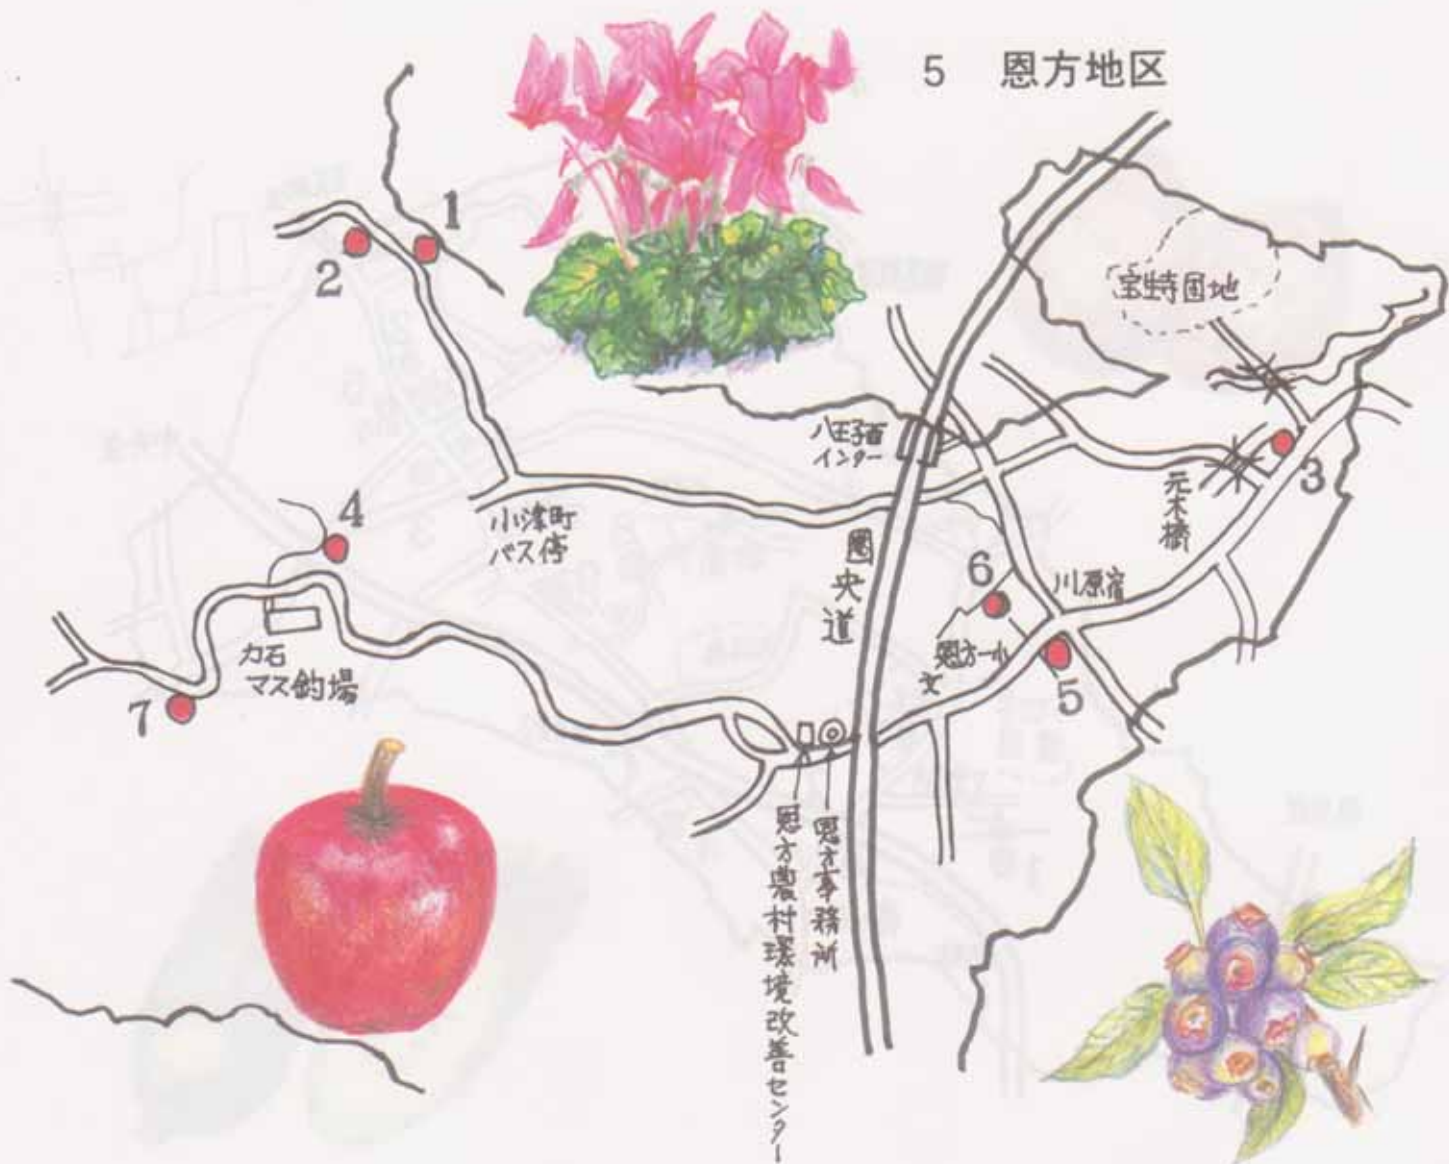 5 恩方地区
1
2
宝生寺団地
八王子西
インター
3
元木橋
4
小津町
バス停
圏央道
6
川原宿
恩方一小
文
5
力石
マス釣場
7
恩方事務所
恩方農村環境改善センター